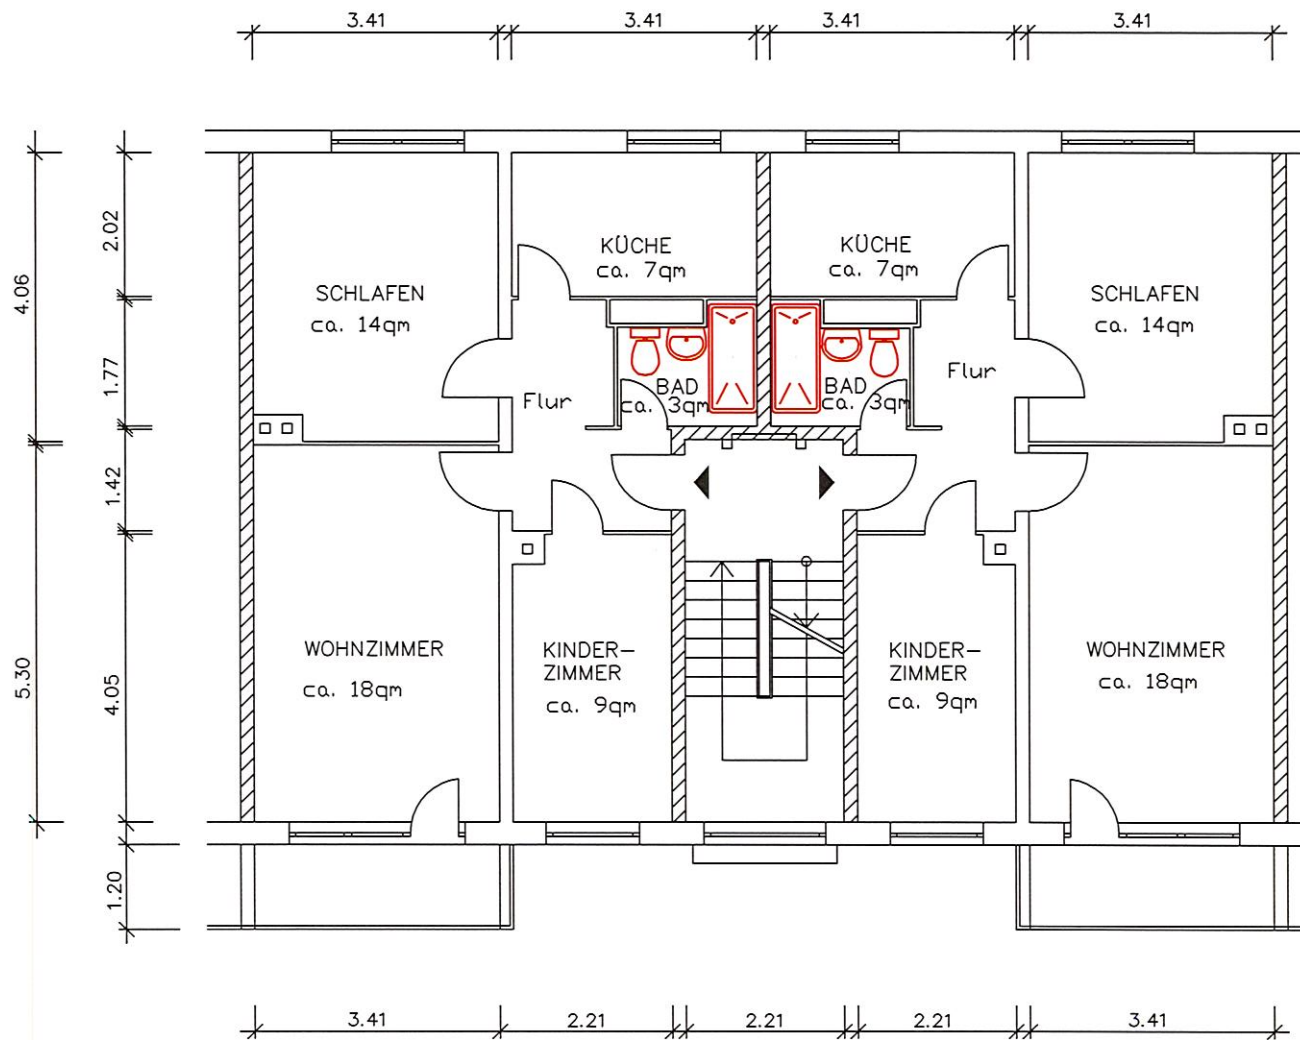 3.41 3.41 3.41 3.41
2.02
4.06
KÜCHE KÜCHE
ca. 7qm ca. 7qm
SCHLAFEN SCHLAFEN
ca. 14qm ca. 14qm
1.77
Flur Flur
BAD BAD
ca. 3qm ca. 3qm
1.42
5.30
4.05
WOHNZIMMER WOHNZIMMER
ca. 18qm ca. 18qm
KINDER- KINDER-
ZIMMER ZIMMER
ca. 9qm ca. 9qm
1.20
3.41 2.21 2.21 2.21 3.41